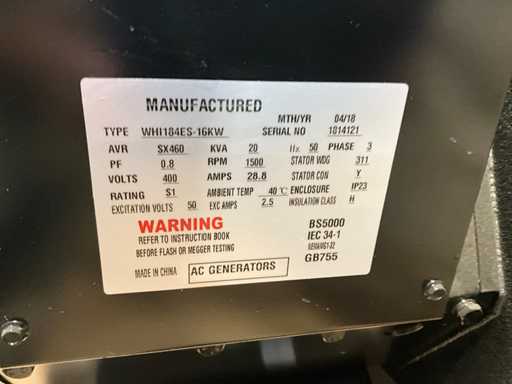 MANUFACTURED
MTH/YR 04/18
TYPE WHI184ES-16KW SERIAL NO 1814121
AVR SX460 KVA 20 Hz 50 PHASE 3
PF 0.8 RPM 1500 STATOR WDG 311
VOLTS 400 AMPS 28.8 STATOR CON Y
RATING S1 AMBIENT TEMP 40 ℃ ENCLOSURE IP23
EXCITATION VOLTS 50 EXC AMPS 2.5 INSULATION CLASS H
WARNING
REFER TO INSTRUCTION BOOK
BEFORE FLASH OR MEGGER TESTING
BS5000
IEC 34-1
GB755
MADE IN CHINA AC GENERATORS